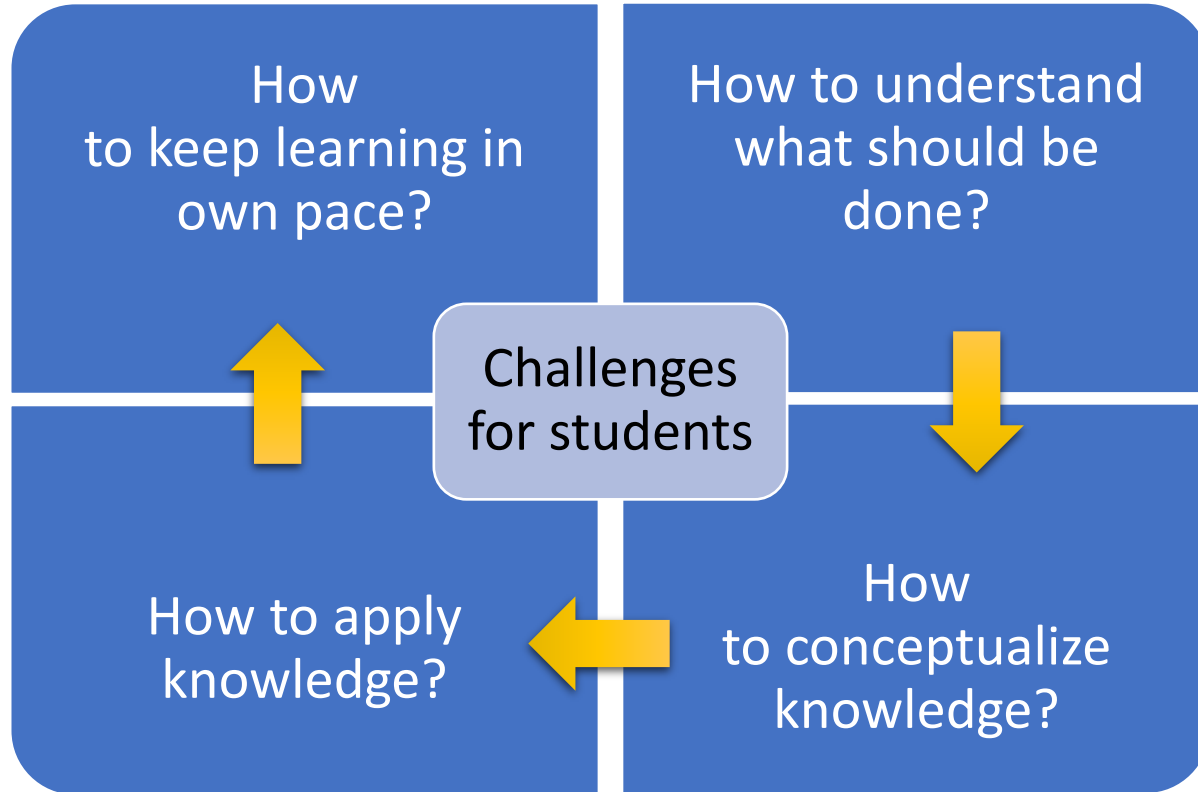 How
to keep learning in
own pace?
How to understand
what should be
done?
Challenges
for students
How to apply
knowledge?
How
to conceptualize
knowledge?